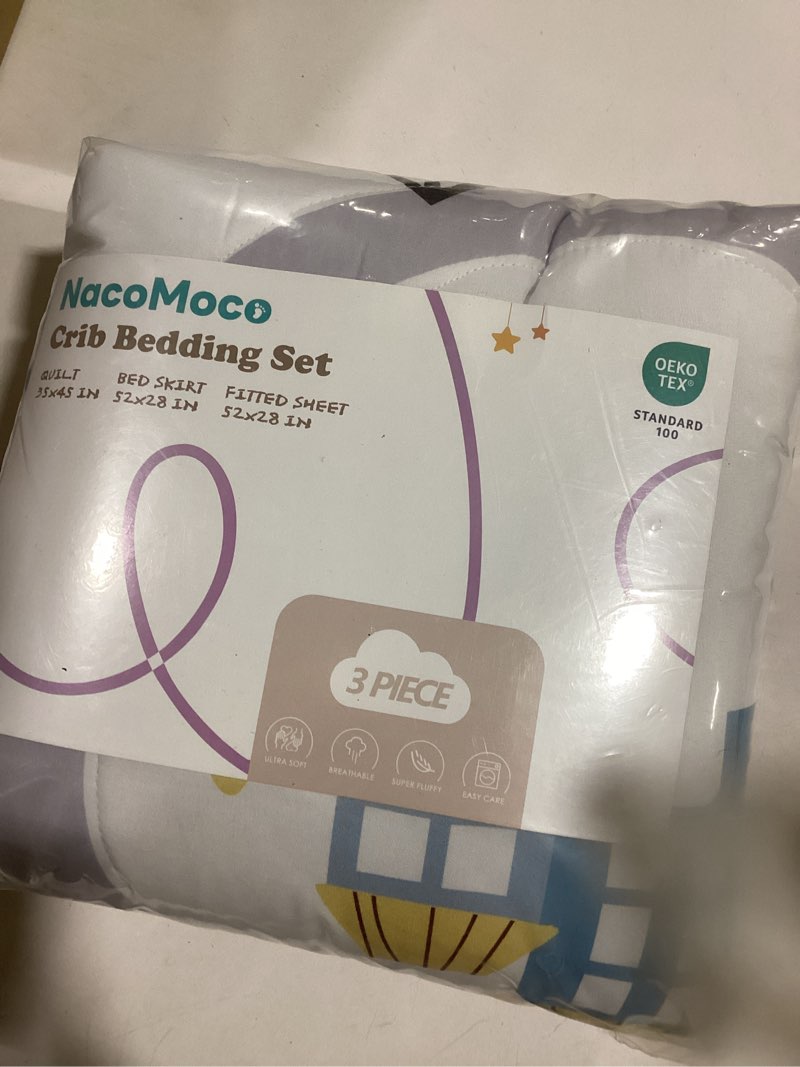 NacoMoco
Crib Bedding Set
QUILT
35x45 IN
BED SKIRT
52x28 IN
FITTED SHEET
52x28 IN
OEKO
TEX®
STANDARD
100
3 PIECE
ULTRA SOFT
BREATHABLE
SUPER FLUFFY
EASY CARE